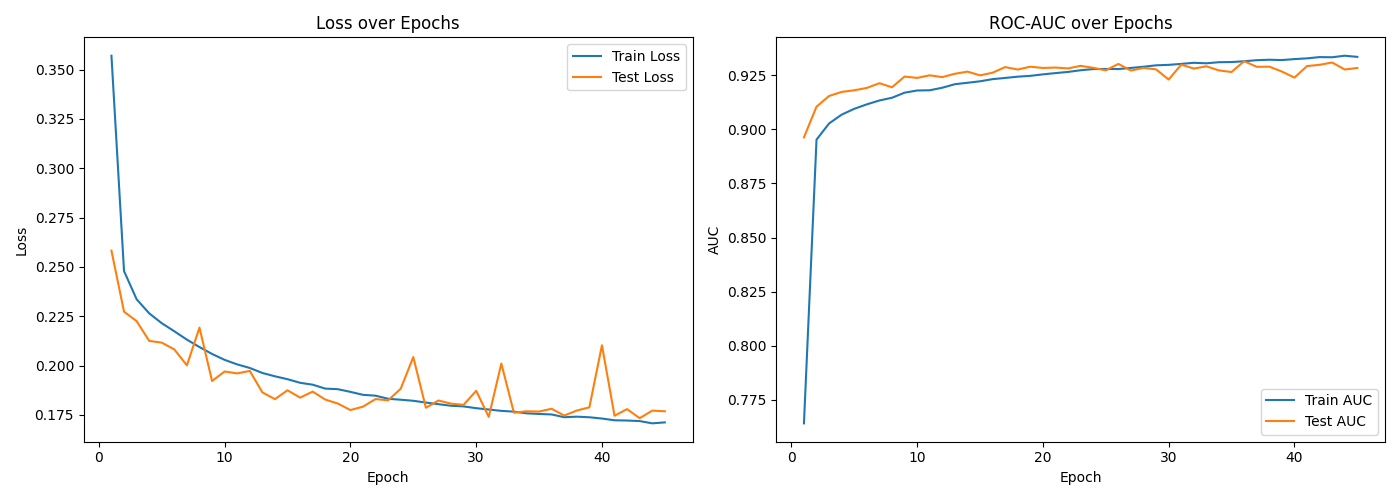 Loss over Epochs
0.350
0.325
0.300
0.275
0.250
0.225
0.200
0.175
Loss
0 10 20 30 40
Epoch
Train Loss
Test Loss
ROC-AUC over Epochs
0.925
0.900
0.875
0.850
0.825
0.800
0.775
AUC
0 10 20 30 40
Epoch
Train AUC
Test AUC